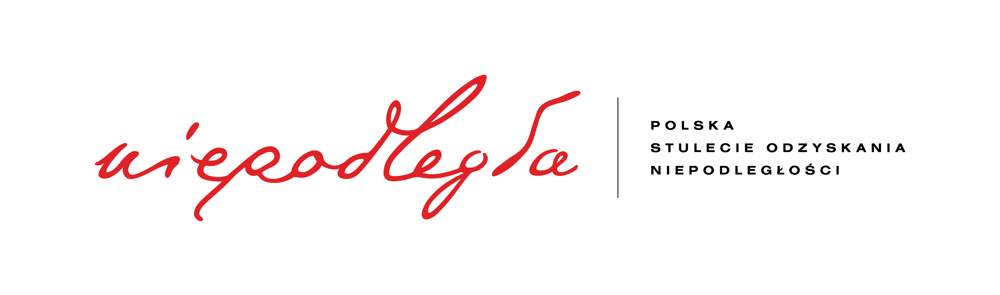 niepodległa
POLSKA
STULECIE ODZYSKANIA
NIEPODLEGŁOŚCI